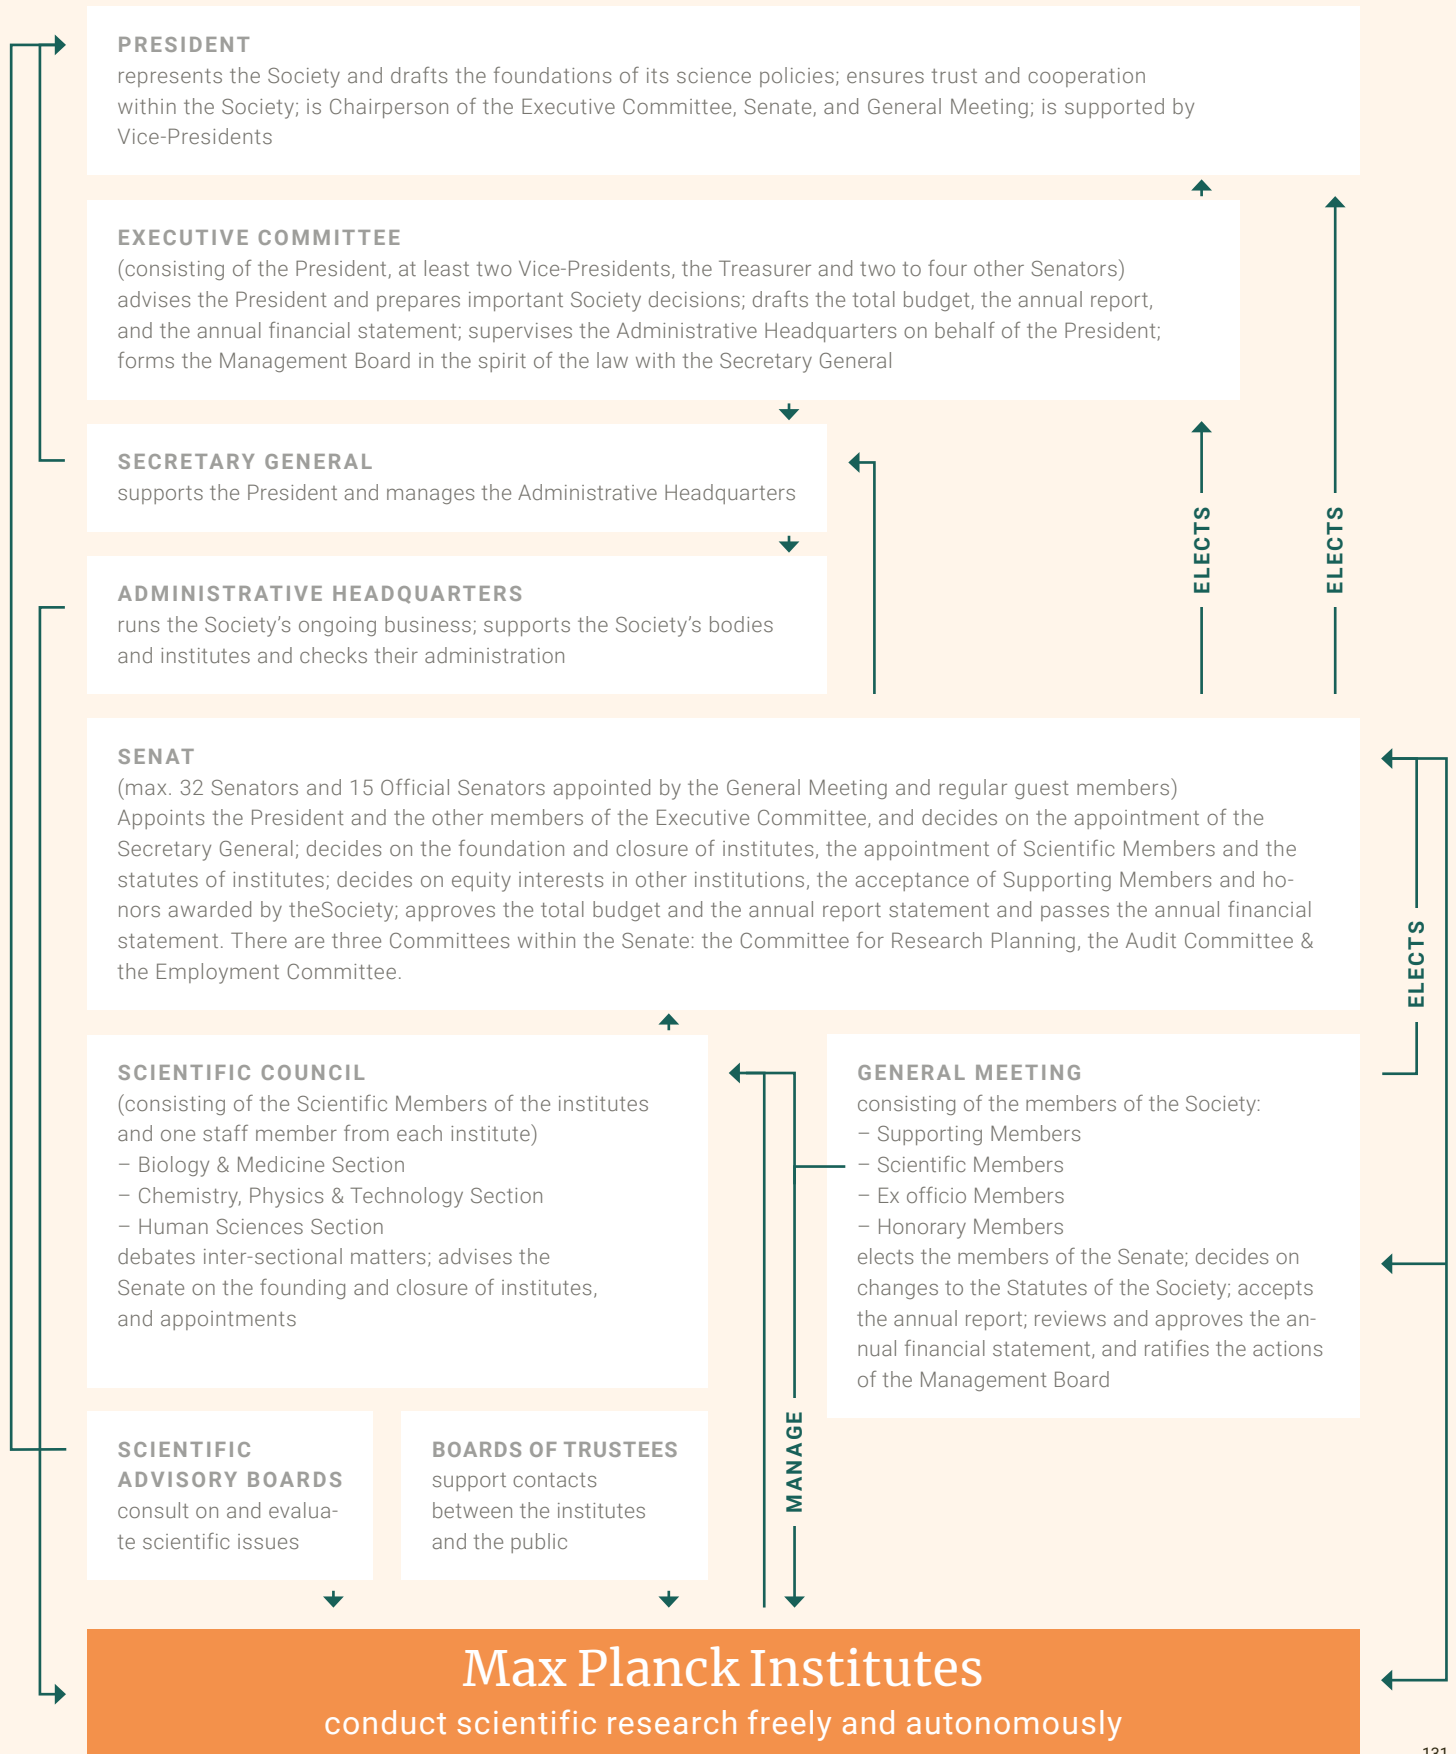 PRESIDENT
represents the Society and drafts the foundations of its science policies; ensures trust and cooperation
within the Society; is Chairperson of the Executive Committee, Senate, and General Meeting; is supported by
Vice-Presidents
EXECUTIVE COMMITTEE
(consisting of the President, at least two Vice-Presidents, the Treasurer and two to four other Senators)
advises the President and prepares important Society decisions; drafts the total budget, the annual report,
and the annual financial statement; supervises the Administrative Headquarters on behalf of the President;
forms the Management Board in the spirit of the law with the Secretary General
SECRETARY GENERAL
supports the President and manages the Administrative Headquarters
ELECTS
ELECTS
ADMINISTRATIVE HEADQUARTERS
runs the Society’s ongoing business; supports the Society’s bodies
and institutes and checks their administration
SENAT
(max. 32 Senators and 15 Official Senators appointed by the General Meeting and regular guest members)
Appoints the President and the other members of the Executive Committee, and decides on the appointment of the
Secretary General; decides on the foundation and closure of institutes, the appointment of Scientific Members and the
statutes of institutes; decides on equity interests in other institutions, the acceptance of Supporting Members and ho-
nors awarded by theSociety; approves the total budget and the annual report statement and passes the annual financial
statement. There are three Committees within the Senate: the Committee for Research Planning, the Audit Committee &
the Employment Committee.
ELECTS
SCIENTIFIC COUNCIL
(consisting of the Scientific Members of the institutes
and one staff member from each institute)
– Biology & Medicine Section
– Chemistry, Physics & Technology Section
– Human Sciences Section
debates inter-sectional matters; advises the
Senate on the founding and closure of institutes,
and appointments
GENERAL MEETING
consisting of the members of the Society:
– Supporting Members
– Scientific Members
– Ex officio Members
– Honorary Members
elects the members of the Senate; decides on
changes to the Statutes of the Society; accepts
the annual report; reviews and approves the an-
nual financial statement, and ratifies the actions
of the Management Board
SCIENTIFIC
ADVISORY BOARDS
consult on and evalua-
te scientific issues
BOARDS OF TRUSTEES
support contacts
between the institutes
and the public
MANAGE
Max Planck Institutes
conduct scientific research freely and autonomously
131